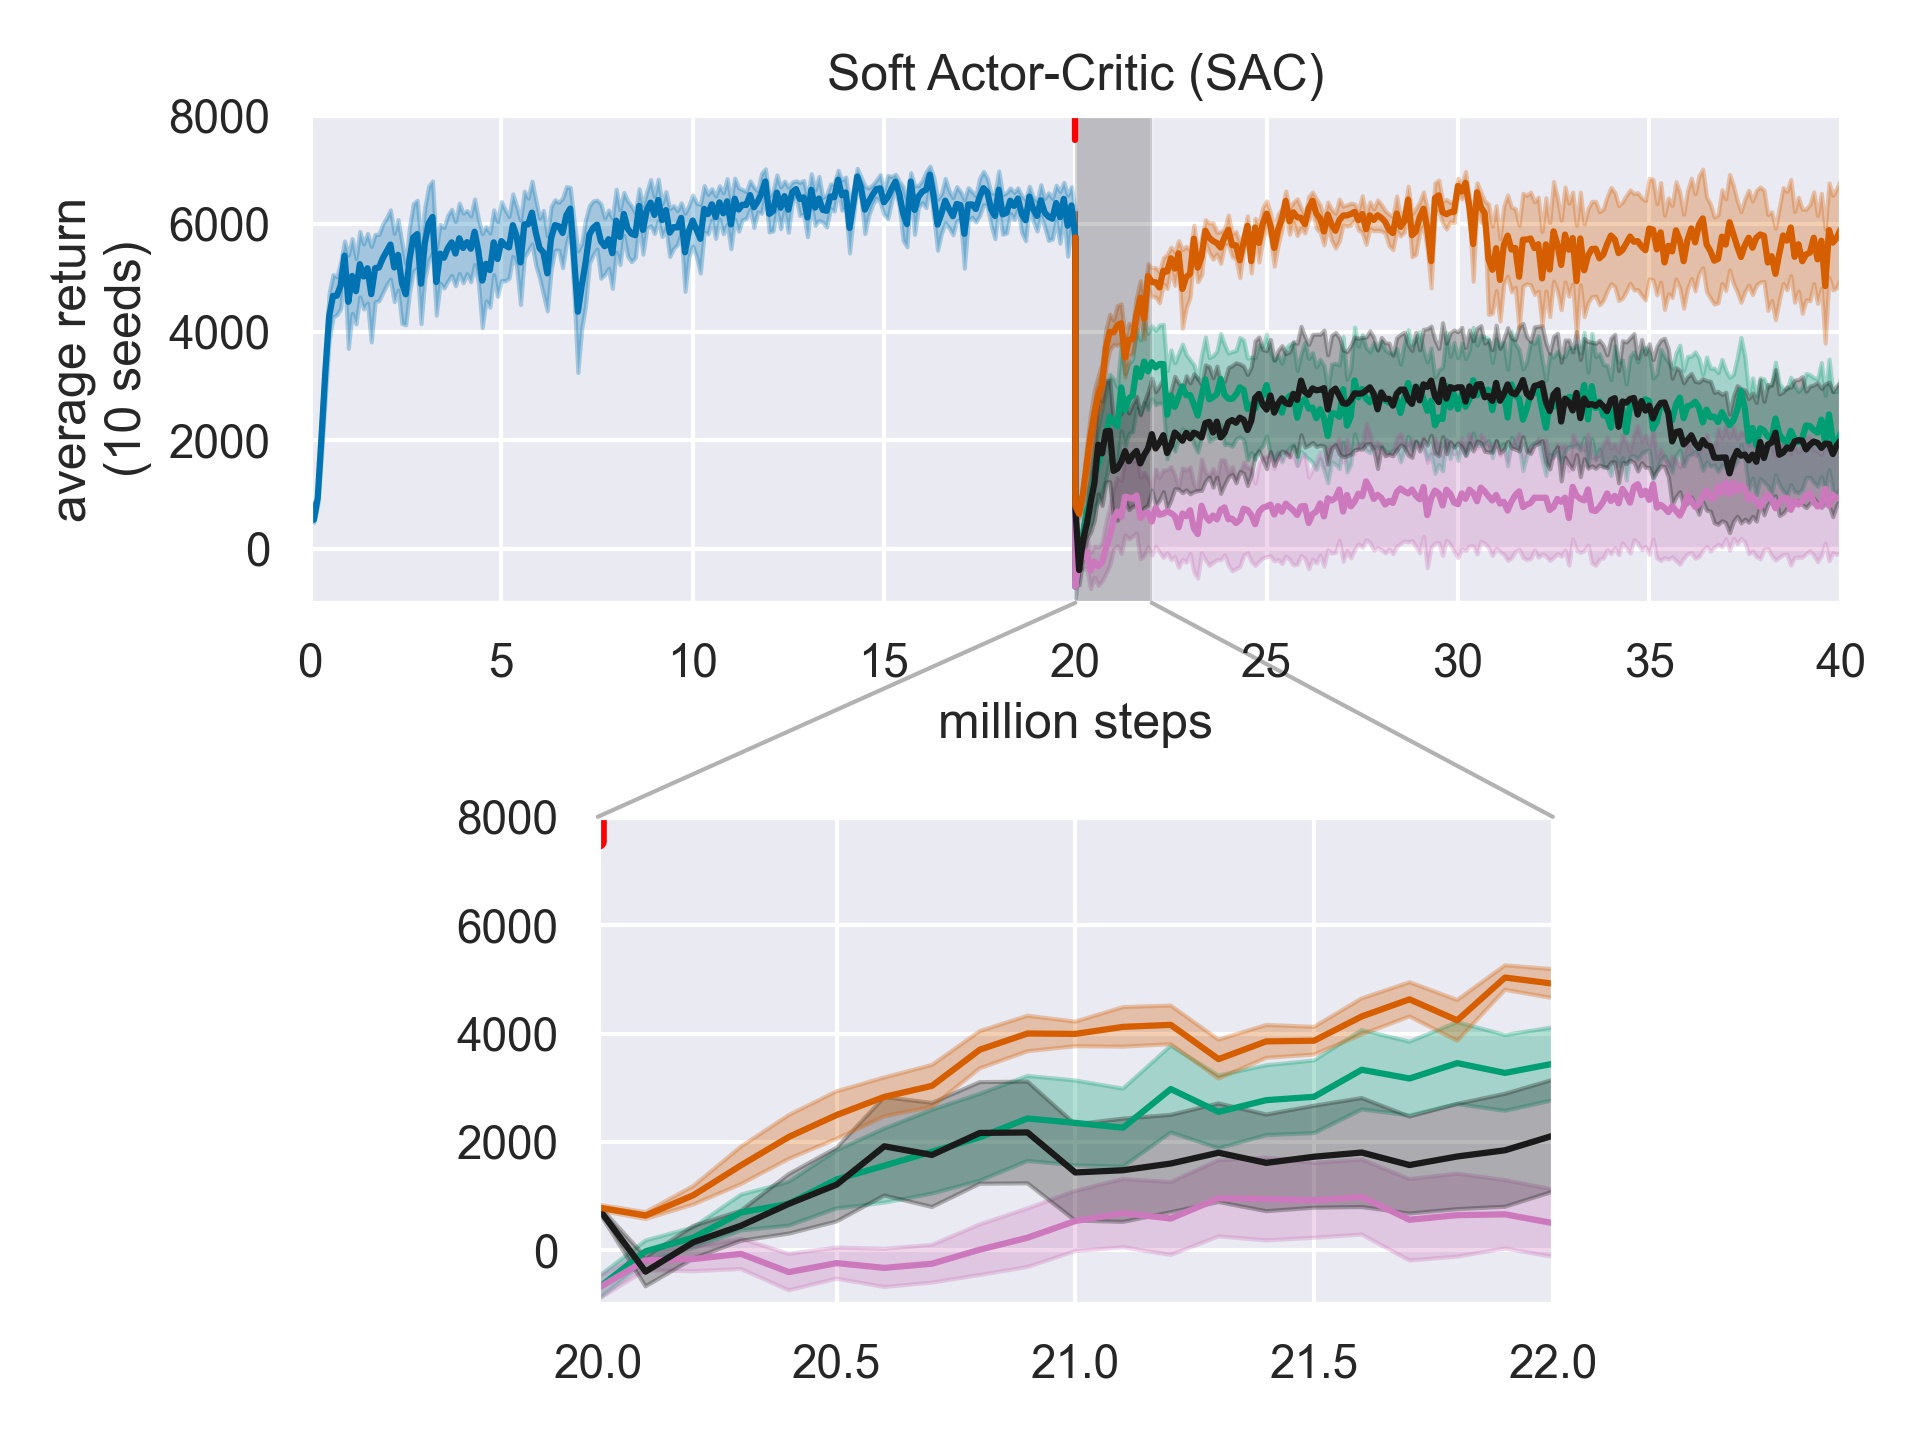 Soft Actor-Critic (SAC)
average return
(10 seeds)
8000
6000
4000
2000
0
0 5 10 15 20 25 30 35 40
million steps
8000
6000
4000
2000
0
20.0 20.5 21.0 21.5 22.0